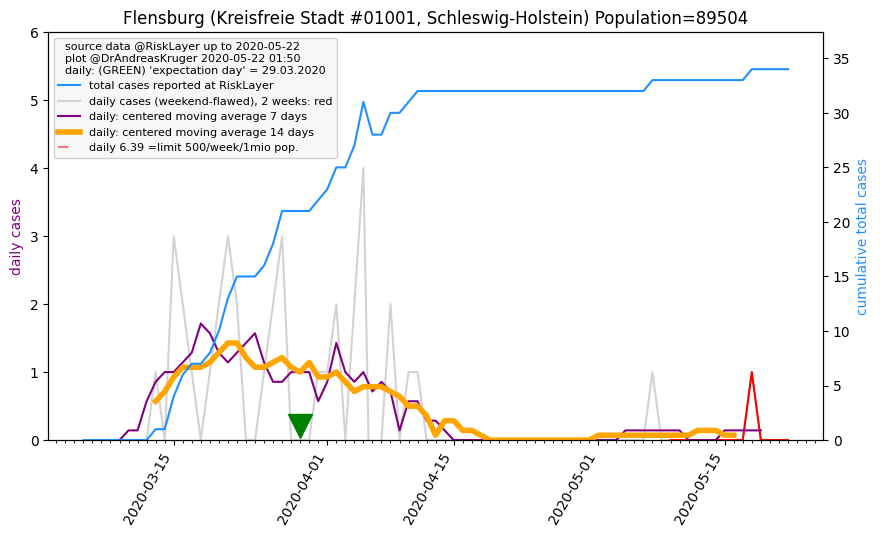 Flensburg (Kreisfreie Stadt #01001, Schleswig-Holstein) Population=89504
source data @RiskLayer up to 2020-05-22
plot @DrAndreasKruger 2020-05-22 01:50
daily: (GREEN) 'expectation day' = 29.03.2020
total cases reported at RiskLayer
daily cases (weekend-flawed), 2 weeks: red
daily: centered moving average 7 days
daily: centered moving average 14 days
daily 6.39 =limit 500/week/1mio pop.
daily cases
6
5
4
3
2
1
0
35
30
25
20
15
10
5
0
cumulative total cases
2020-03-15
2020-04-01
2020-04-15
2020-05-01
2020-05-15